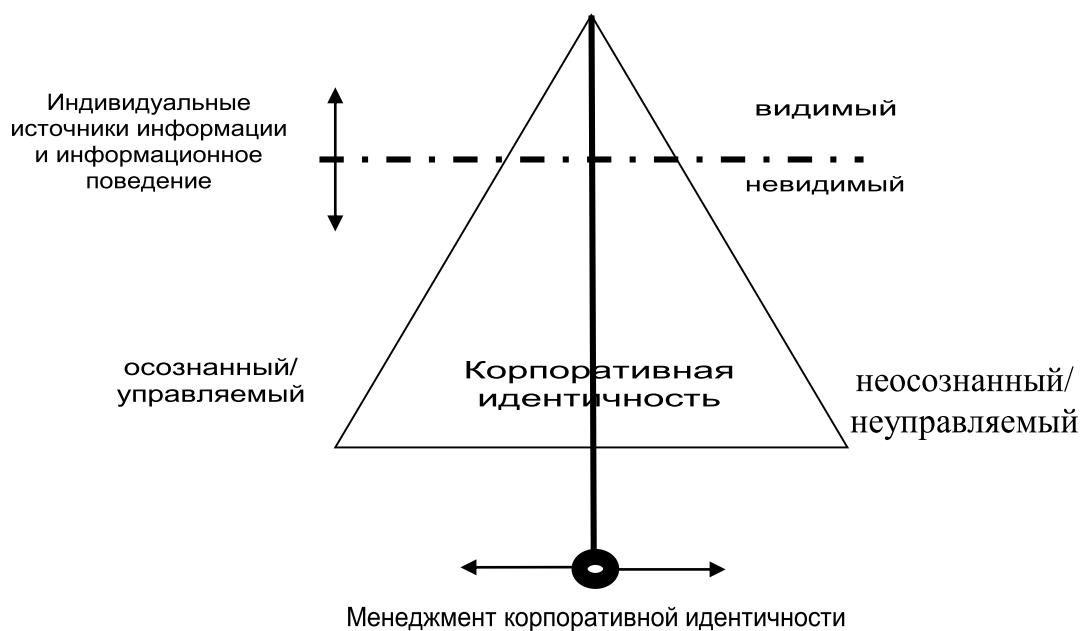 Индивидуальные
источники информации
и информационное
поведение
видимый
невидимый
осознанный/
управляемый
Корпоративная
идентичность
неосознанный/
неуправляемый
Менеджмент корпоративной идентичности